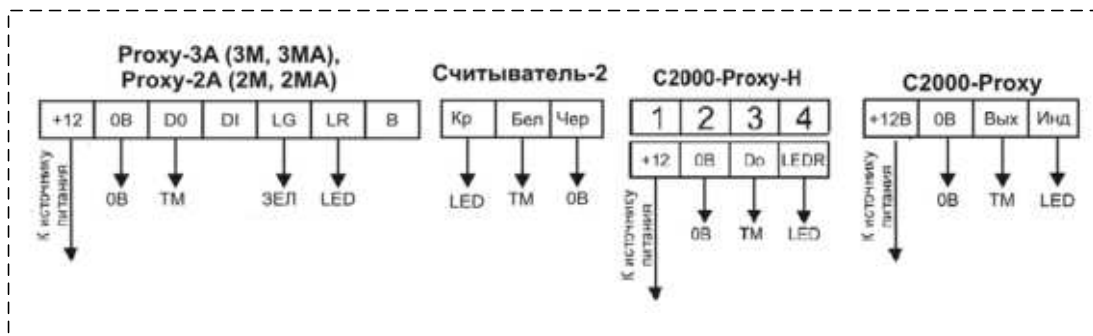 Proxy-3A (3M, 3MA),
Proxy-2A (2M, 2MA)
+12 0В D0 DI LG LR B
К источнику
питания
0В ТМ ЗЕЛ LED
Считыватель-2
Кр Бел Чер
LED ТМ 0В
С2000-Proxy-H
1 2 3 4
+12 0В Do LEDR
К источнику
питания
0В ТМ LED
С2000-Proxy
+12В 0В Вых Инд
К источнику
питания
0В ТМ LED